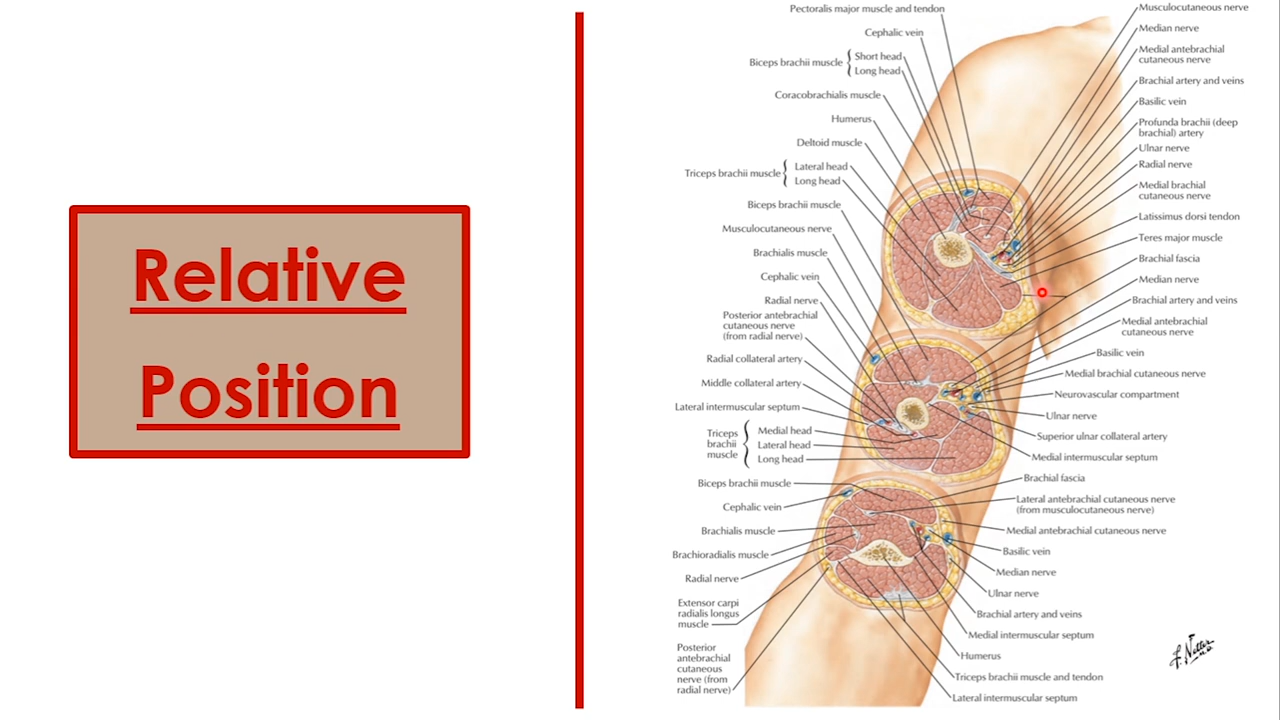 Relative
Position
Pectoralis major muscle and tendon
Cephalic vein
Biceps brachii muscle { Short head
Long head
Coracobrachialis muscle
Humerus
Deltoid muscle
Triceps brachii muscle { Lateral head
Long head
Biceps brachii muscle
Musculocutaneous nerve
Brachialis muscle
Cephalic vein
Radial nerve
Posterior antebrachial
cutaneous nerve
(from radial nerve)
Radial collateral artery
Middle collateral artery
Lateral intermuscular septum
Triceps
brachii
muscle
{ Medial head
Lateral head
Long head
Biceps brachii muscle
Cephalic vein
Brachialis muscle
Brachioradialis muscle
Radial nerve
Extensor carpi
radialis longus
muscle
Posterior
antebrachial
cutaneous
nerve (from
radial nerve)
Musculocutaneous nerve
Median nerve
Medial antebrachial
cutaneous nerve
Brachial artery and veins
Basilic vein
Profunda brachii (deep
brachial) artery
Ulnar nerve
Radial nerve
Medial brachial
cutaneous nerve
Latissimus dorsi tendon
Teres major muscle
Brachial fascia
Median nerve
Brachial artery and veins
Medial antebrachial
cutaneous nerve
Basilic vein
Medial brachial cutaneous nerve
Neurovascular compartment
Ulnar nerve
Superior ulnar collateral artery
Medial intermuscular septum
Brachial fascia
Lateral antebrachial cutaneous nerve
(from musculocutaneous nerve)
Medial antebrachial cutaneous nerve
Basilic vein
Median nerve
Ulnar nerve
Brachial artery and veins
Medial intermuscular septum
Humerus
Triceps brachii muscle and tendon
Lateral intermuscular septum